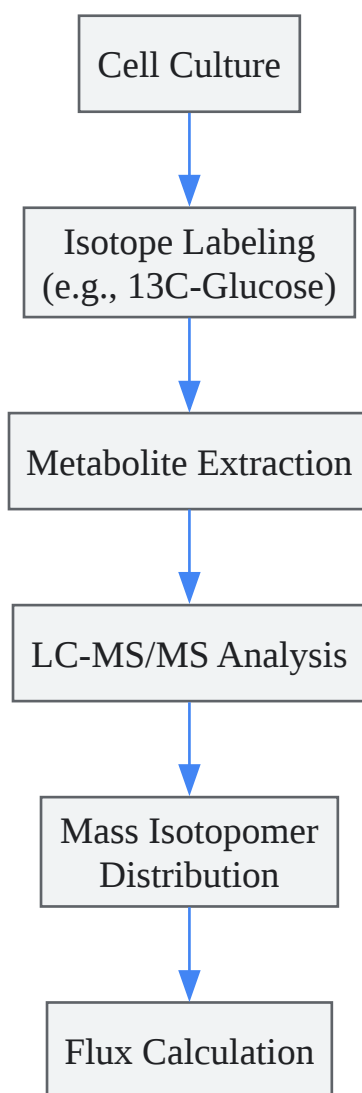 Cell Culture
Isotope Labeling
(e.g., 13C-Glucose)
Metabolite Extraction
LC-MS/MS Analysis
Mass Isotopomer
Distribution
Flux Calculation